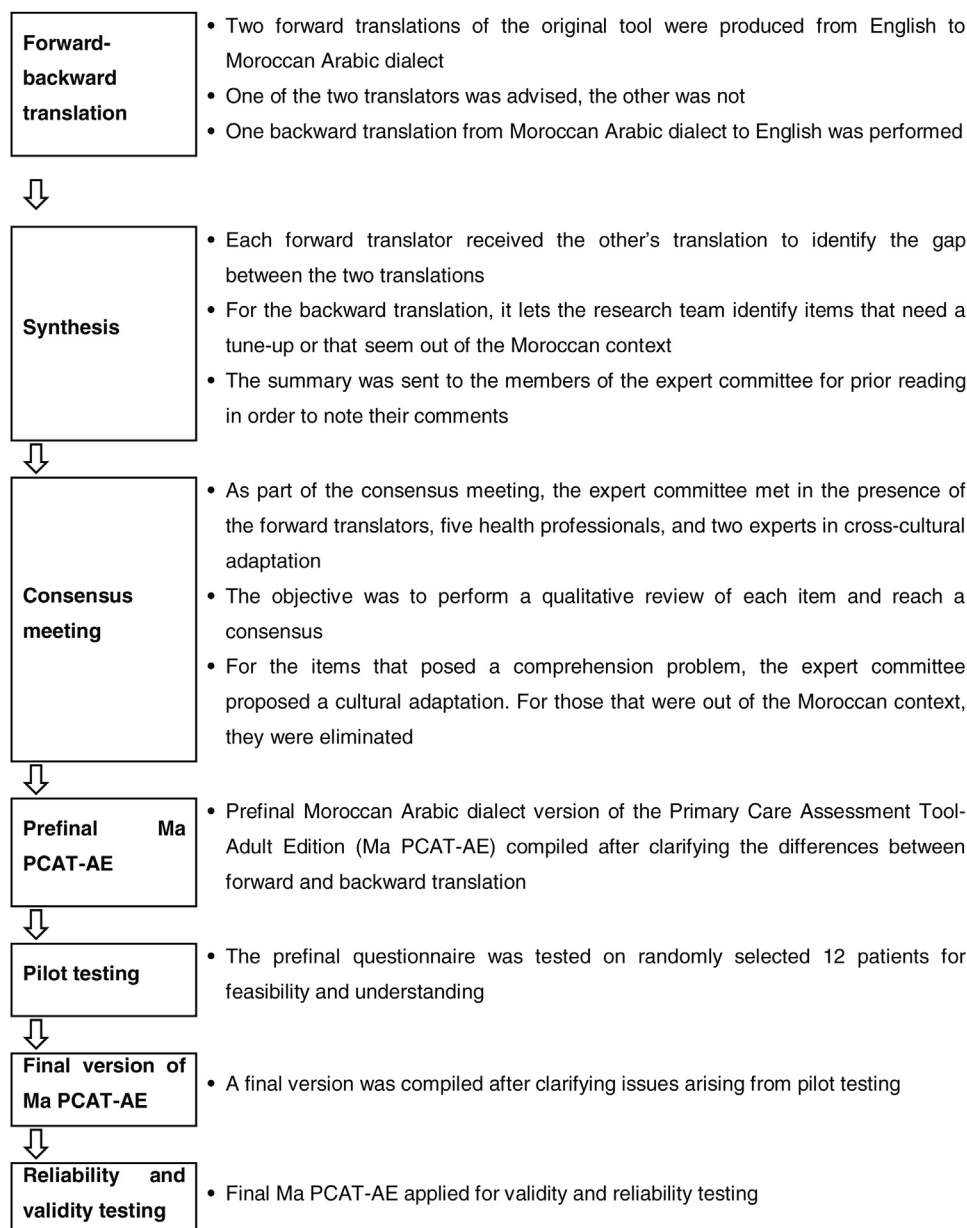 Forward-
backward
translation
• Two forward translations of the original tool were produced from English to
Moroccan Arabic dialect
• One of the two translators was advised, the other was not
• One backward translation from Moroccan Arabic dialect to English was performed
Synthesis
• Each forward translator received the other's translation to identify the gap
between the two translations
• For the backward translation, it lets the research team identify items that need a
tune-up or that seem out of the Moroccan context
• The summary was sent to the members of the expert committee for prior reading
in order to note their comments
Consensus
meeting
• As part of the consensus meeting, the expert committee met in the presence of
the forward translators, five health professionals, and two experts in cross-cultural
adaptation
• The objective was to perform a qualitative review of each item and reach a
consensus
• For the items that posed a comprehension problem, the expert committee
proposed a cultural adaptation. For those that were out of the Moroccan context,
they were eliminated
Prefinal Ma
PCAT-AE
• Prefinal Moroccan Arabic dialect version of the Primary Care Assessment Tool-
Adult Edition (Ma PCAT-AE) compiled after clarifying the differences between
forward and backward translation
Pilot testing
• The prefinal questionnaire was tested on randomly selected 12 patients for
feasibility and understanding
Final version of
Ma PCAT-AE
• A final version was compiled after clarifying issues arising from pilot testing
Reliability and
validity testing
• Final Ma PCAT-AE applied for validity and reliability testing